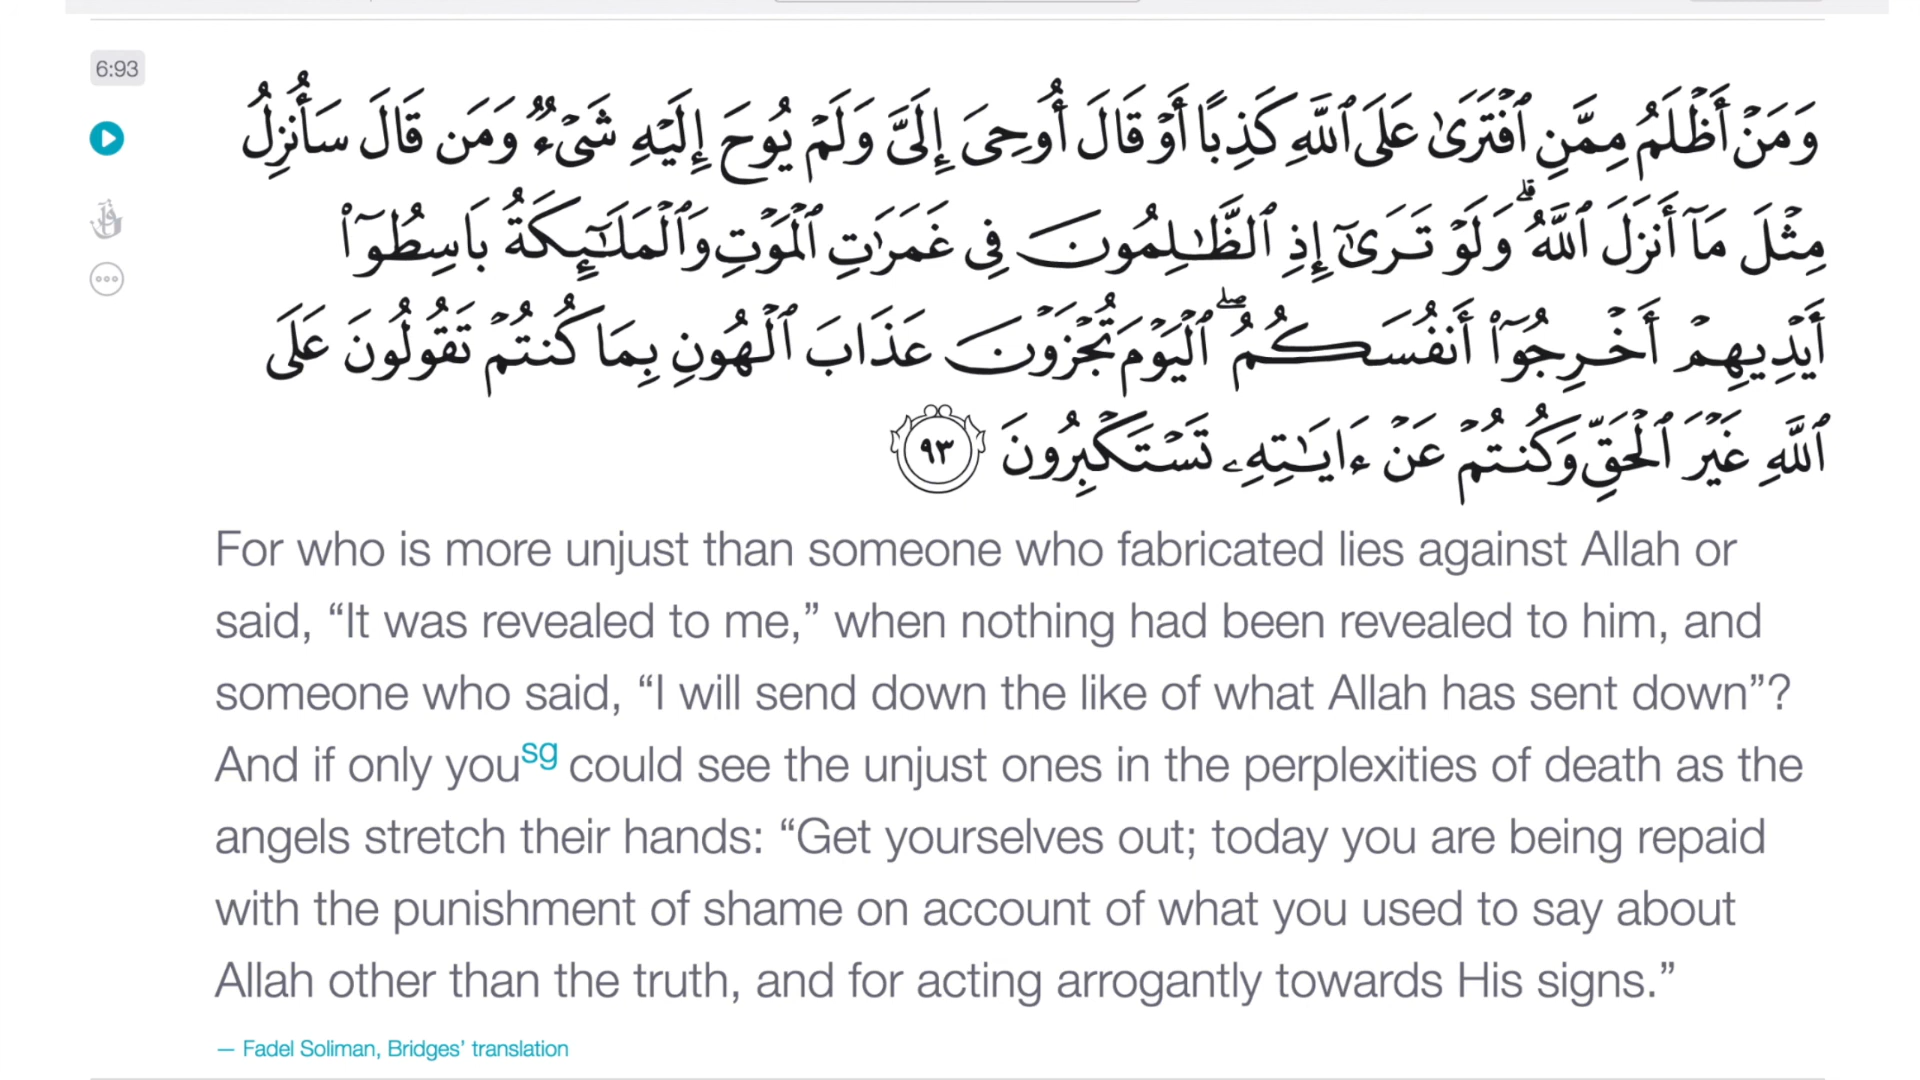 6:93
وَمَنْ أَظْلَمُ مِمَّنِ ٱفْتَرَىٰ عَلَى ٱللَّهِ كَذِبًا أَوْ قَالَ أُوحِىَ إِلَىَّ وَلَمْ يُوحَ إِلَيْهِ شَىْءٌ وَمَن قَالَ سَأُنزِلُ
مِثْلَ مَآ أَنزَلَ ٱللَّهُ ۗ وَلَوْ تَرَىٰٓ إِذِ ٱلظَّـٰلِمُونَ فِى غَمَرَٰتِ ٱلْمَوْتِ وَٱلْمَلَـٰٓئِكَةُ بَاسِطُوٓا۟
أَيْدِيهِمْ أَخْرِجُوٓا۟ أَنفُسَكُمُ ۖ ٱلْيَوْمَ تُجْزَوْنَ عَذَابَ ٱلْهُونِ بِمَا كُنتُمْ تَقُولُونَ عَلَى
ٱللَّهِ غَيْرَ ٱلْحَقِّ وَكُنتُمْ عَنْ ءَايَـٰتِهِۦ تَسْتَكْبِرُونَ ٩٣
For who is more unjust than someone who fabricated lies against Allah or
said, “It was revealed to me,” when nothing had been revealed to him, and
someone who said, “I will send down the like of what Allah has sent down”?
And if only yousg could see the unjust ones in the perplexities of death as the
angels stretch their hands: “Get yourselves out; today you are being repaid
with the punishment of shame on account of what you used to say about
Allah other than the truth, and for acting arrogantly towards His signs.”
— Fadel Soliman, Bridges’ translation